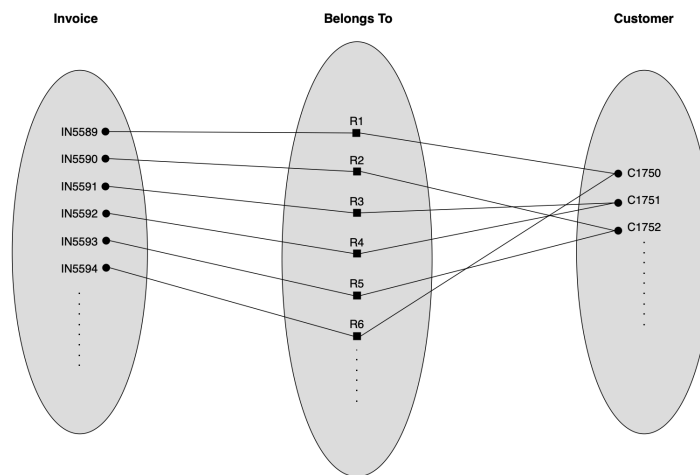 Invoice
Belongs To
Customer
IN5589
IN5590
IN5591
IN5592
IN5593
IN5594
R1
R2
R3
R4
R5
R6
C1750
C1751
C1752